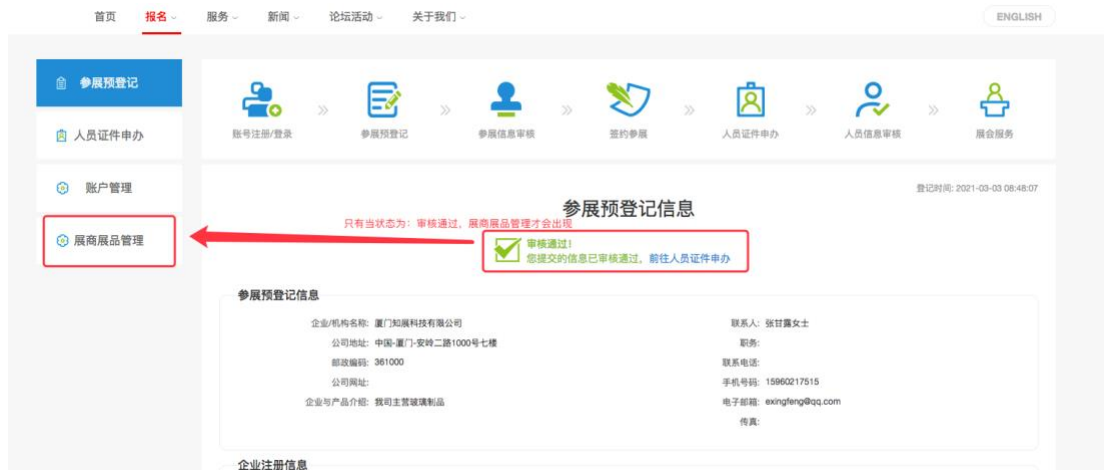 首页 报名 服务 新闻 论坛活动 关于我们 ENGLISH
参展预登记
人员证件申办
账户管理
展商展品管理
账号注册/登录 参展预登记 参展信息审核 签约参展 人员证件申办 人员信息审核 展会服务
登记时间: 2021-03-03 08:48:07
参展预登记信息
只有当状态为：审核通过，展商展品管理才会出现
审核通过!
您提交的信息已审核通过，前往人员证件申办
参展预登记信息
企业/机构名称: 厦门知展科技有限公司
联系人: 张甘露女士
公司地址: 中国-厦门-安岭二路1000号七楼
职务:
邮政编码: 361000
联系电话:
公司网址:
手机号码: 15960217515
企业与产品介绍: 我司主营玻璃制品
电子邮箱: exingfeng@qq.com
传真:
企业注册信息